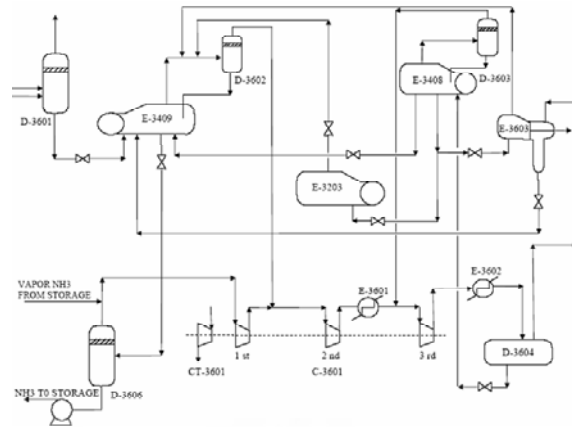 D-3602
D-3603
E-3408
D-3601
E-3409
E-3603
E-3203
VAPOR NH3
FROM STORAGE
E-3601
E-3602
1 st
2 nd
3 rd
D-3604
CT-3601
C-3601
NH3 T0 STORAGE
D-3606